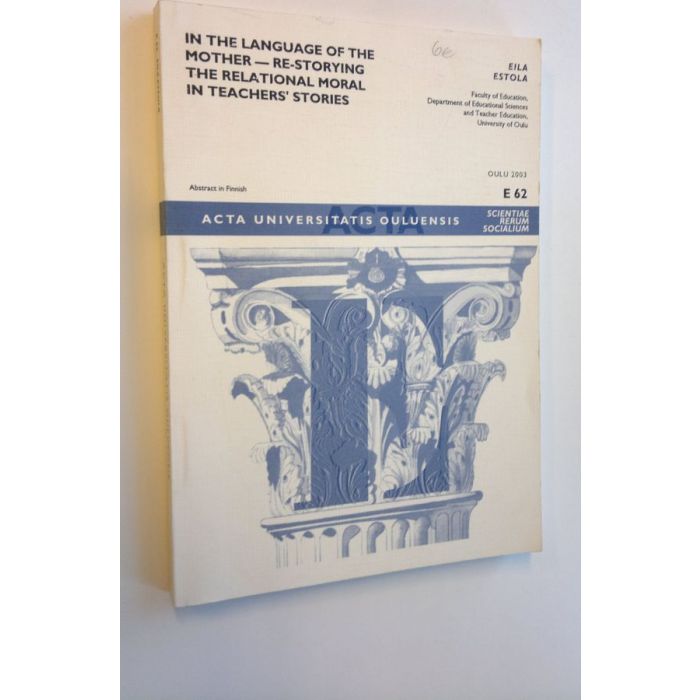 IN THE LANGUAGE OF THE
MOTHER — RE-STORYING
THE RELATIONAL MORAL
IN TEACHERS' STORIES
6e
EILA
ESTOLA
Faculty of Education,
Department of Educational Sciences
and Teacher Education,
University of Oulu
OULU 2003
Abstract in Finnish
E 62
ACTA
ACTA UNIVERSITATIS OULUENSIS
SCIENTIAE
RERUM
SOCIALIUM
E